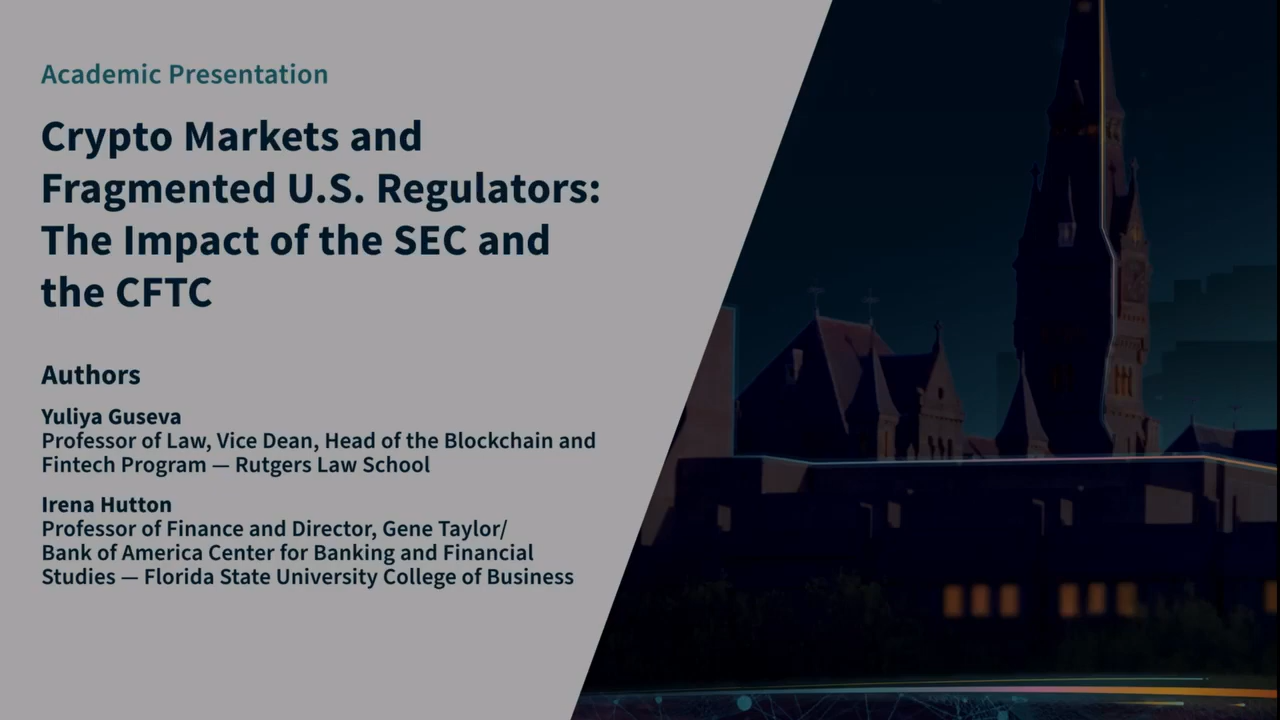 Academic Presentation
Crypto Markets and
Fragmented U.S. Regulators:
The Impact of the SEC and
the CFTC
Authors
Yuliya Guseva
Professor of Law, Vice Dean, Head of the Blockchain and
Fintech Program — Rutgers Law School
Irena Hutton
Professor of Finance and Director, Gene Taylor/
Bank of America Center for Banking and Financial
Studies — Florida State University College of Business